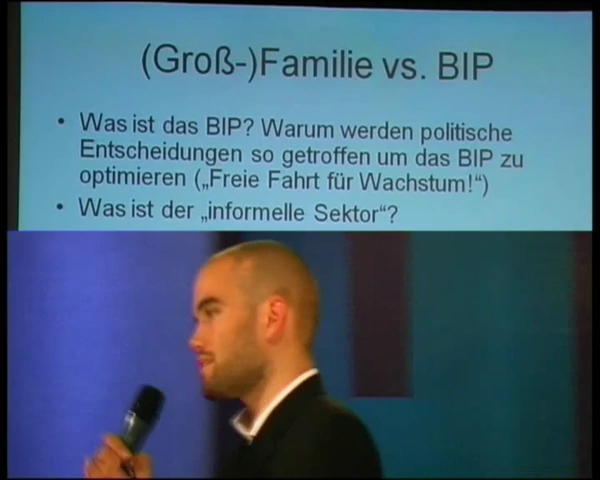 (Groß-)Familie vs. BIP
• Was ist das BIP? Warum werden politische
Entscheidungen so getroffen um das BIP zu
optimieren („Freie Fahrt für Wachstum!“)
• Was ist der „informelle Sektor“?